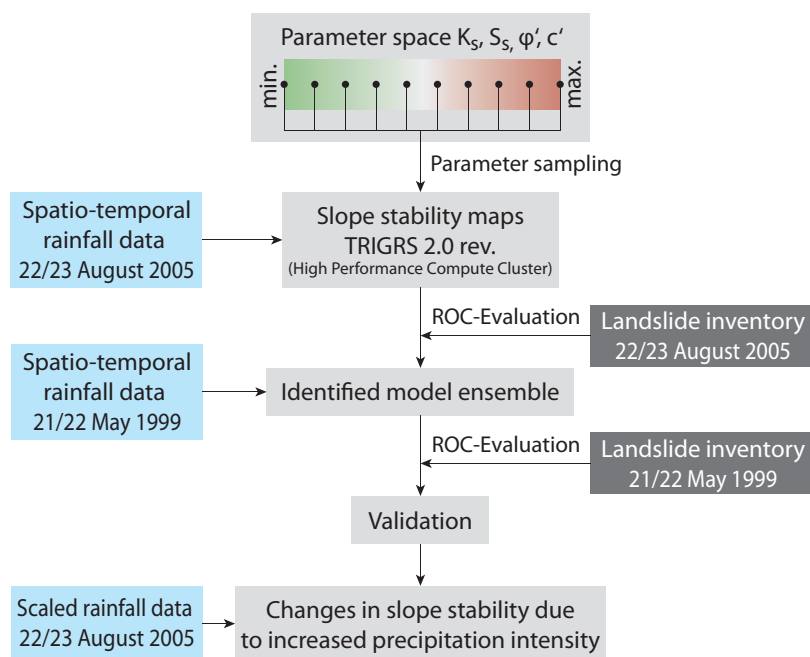 Parameter space Ks, Ss, φ‘, c‘
min.
max.
Parameter sampling
Spatio-temporal
rainfall data
22/23 August 2005
Slope stability maps
TRIGRS 2.0 rev.
(High Performance Compute Cluster)
ROC-Evaluation
Landslide inventory
22/23 August 2005
Spatio-temporal
rainfall data
21/22 May 1999
Identified model ensemble
ROC-Evaluation
Landslide inventory
21/22 May 1999
Validation
Scaled rainfall data
22/23 August 2005
Changes in slope stability due
to increased precipitation intensity